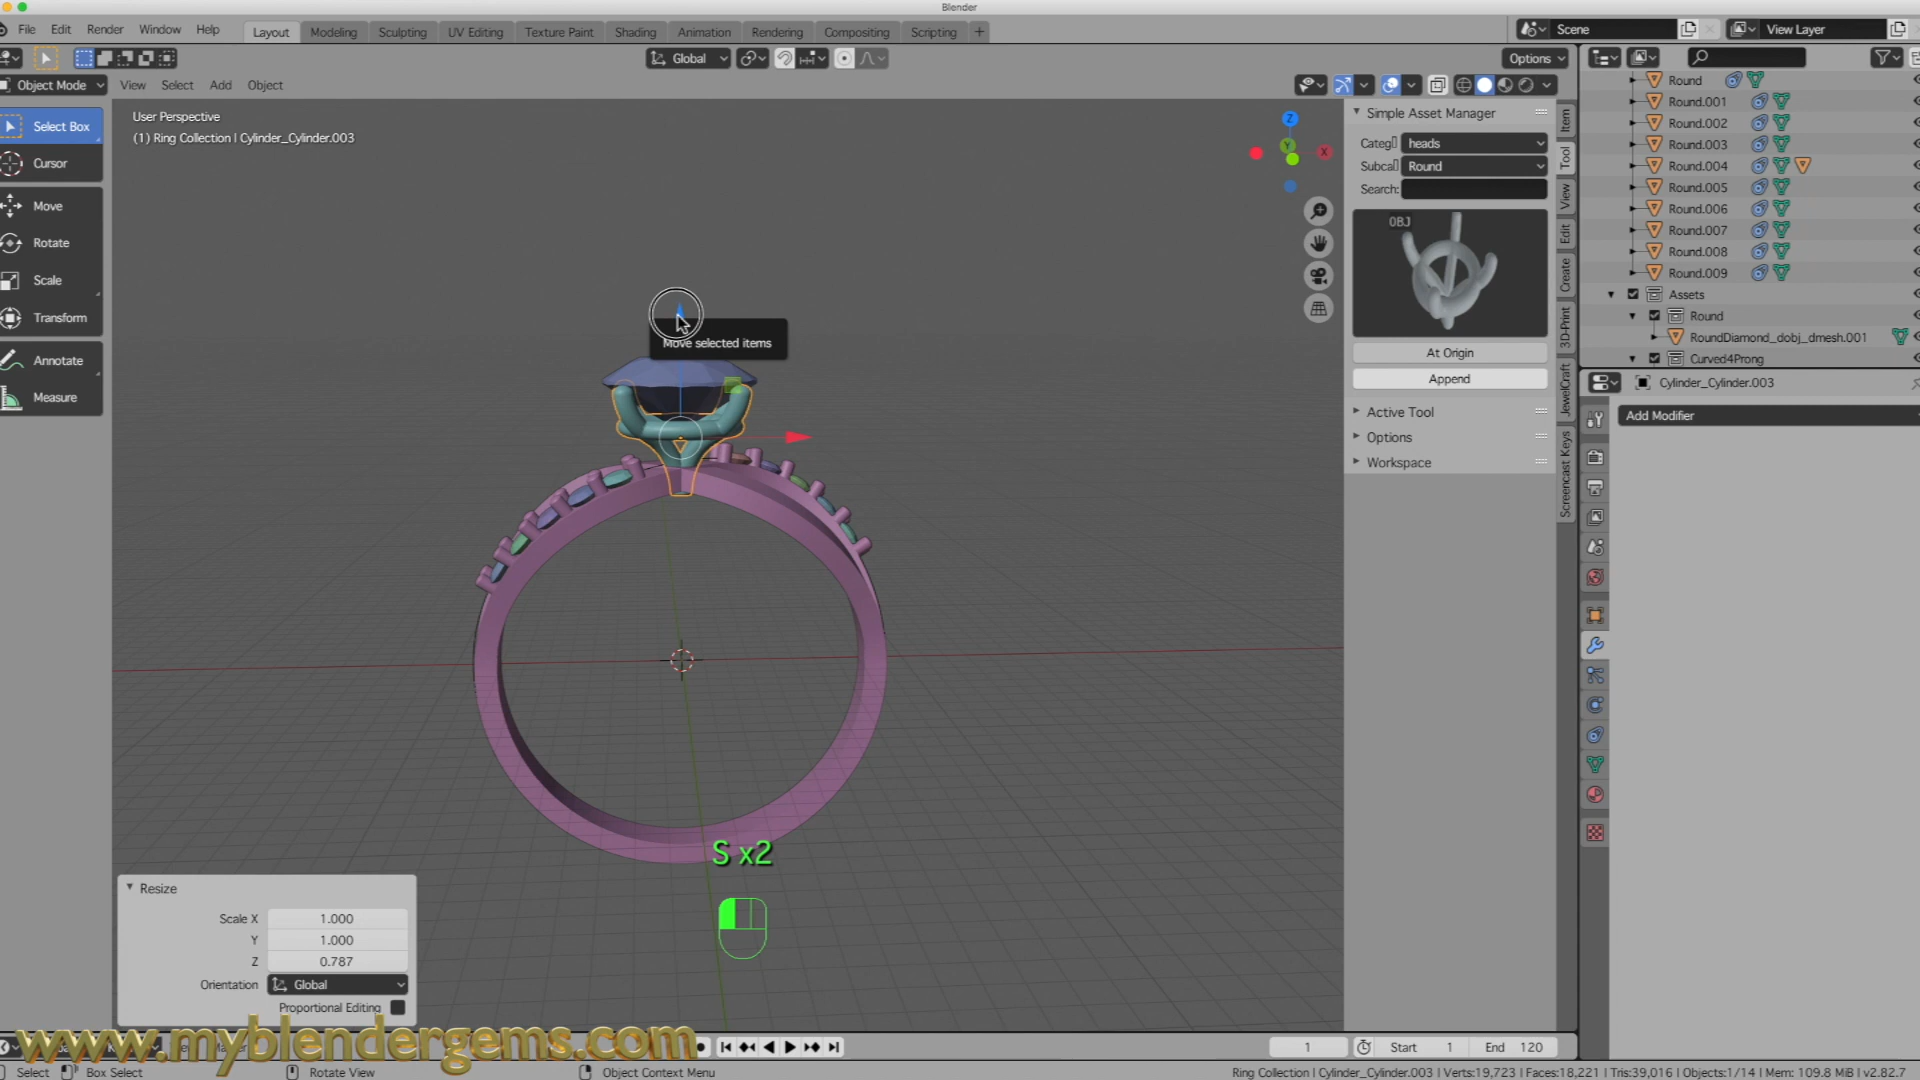 Blender
File Edit Render Window Help Layout Modeling Sculpting UV Editing Texture Paint Shading Animation Rendering Compositing Scripting + Scene View Layer
Global Options
Object Mode View Select Add Object
Select Box
Cursor
Move
Rotate
Scale
Transform
Annotate
Measure
User Perspective
(1) Ring Collection | Cylinder_Cylinder.003
Z
Y
X
Move selected items
Simple Asset Manager
Categ heads
Subca Round
Search:
OBJ
At Origin
Append
Active Tool
Options
Workspace
Item
Tool
View
Edit
Create
3D-Print
JewelCraft
Screencast Keys
Round
Round.001
Round.002
Round.003
Round.004
Round.005
Round.006
Round.007
Round.008
Round.009
Assets
Round
RoundDiamond_dobj_dmesh.001
Curved4Prong
Cylinder_Cylinder.003
Add Modifier
S x2
Resize
Scale X 1.000
Y 1.000
Z 0.787
Orientation Global
Proportional Editing
www.myblendergems.com
1 Start 1 End 120
Select Box Select Rotate View Object Context Menu
Ring Collection | Cylinder_Cylinder.003 | Verts:19,723 | Faces:18,221 | Tris:39,016 | Objects:1/14 | Mem: 109.8 MiB | v2.82.7